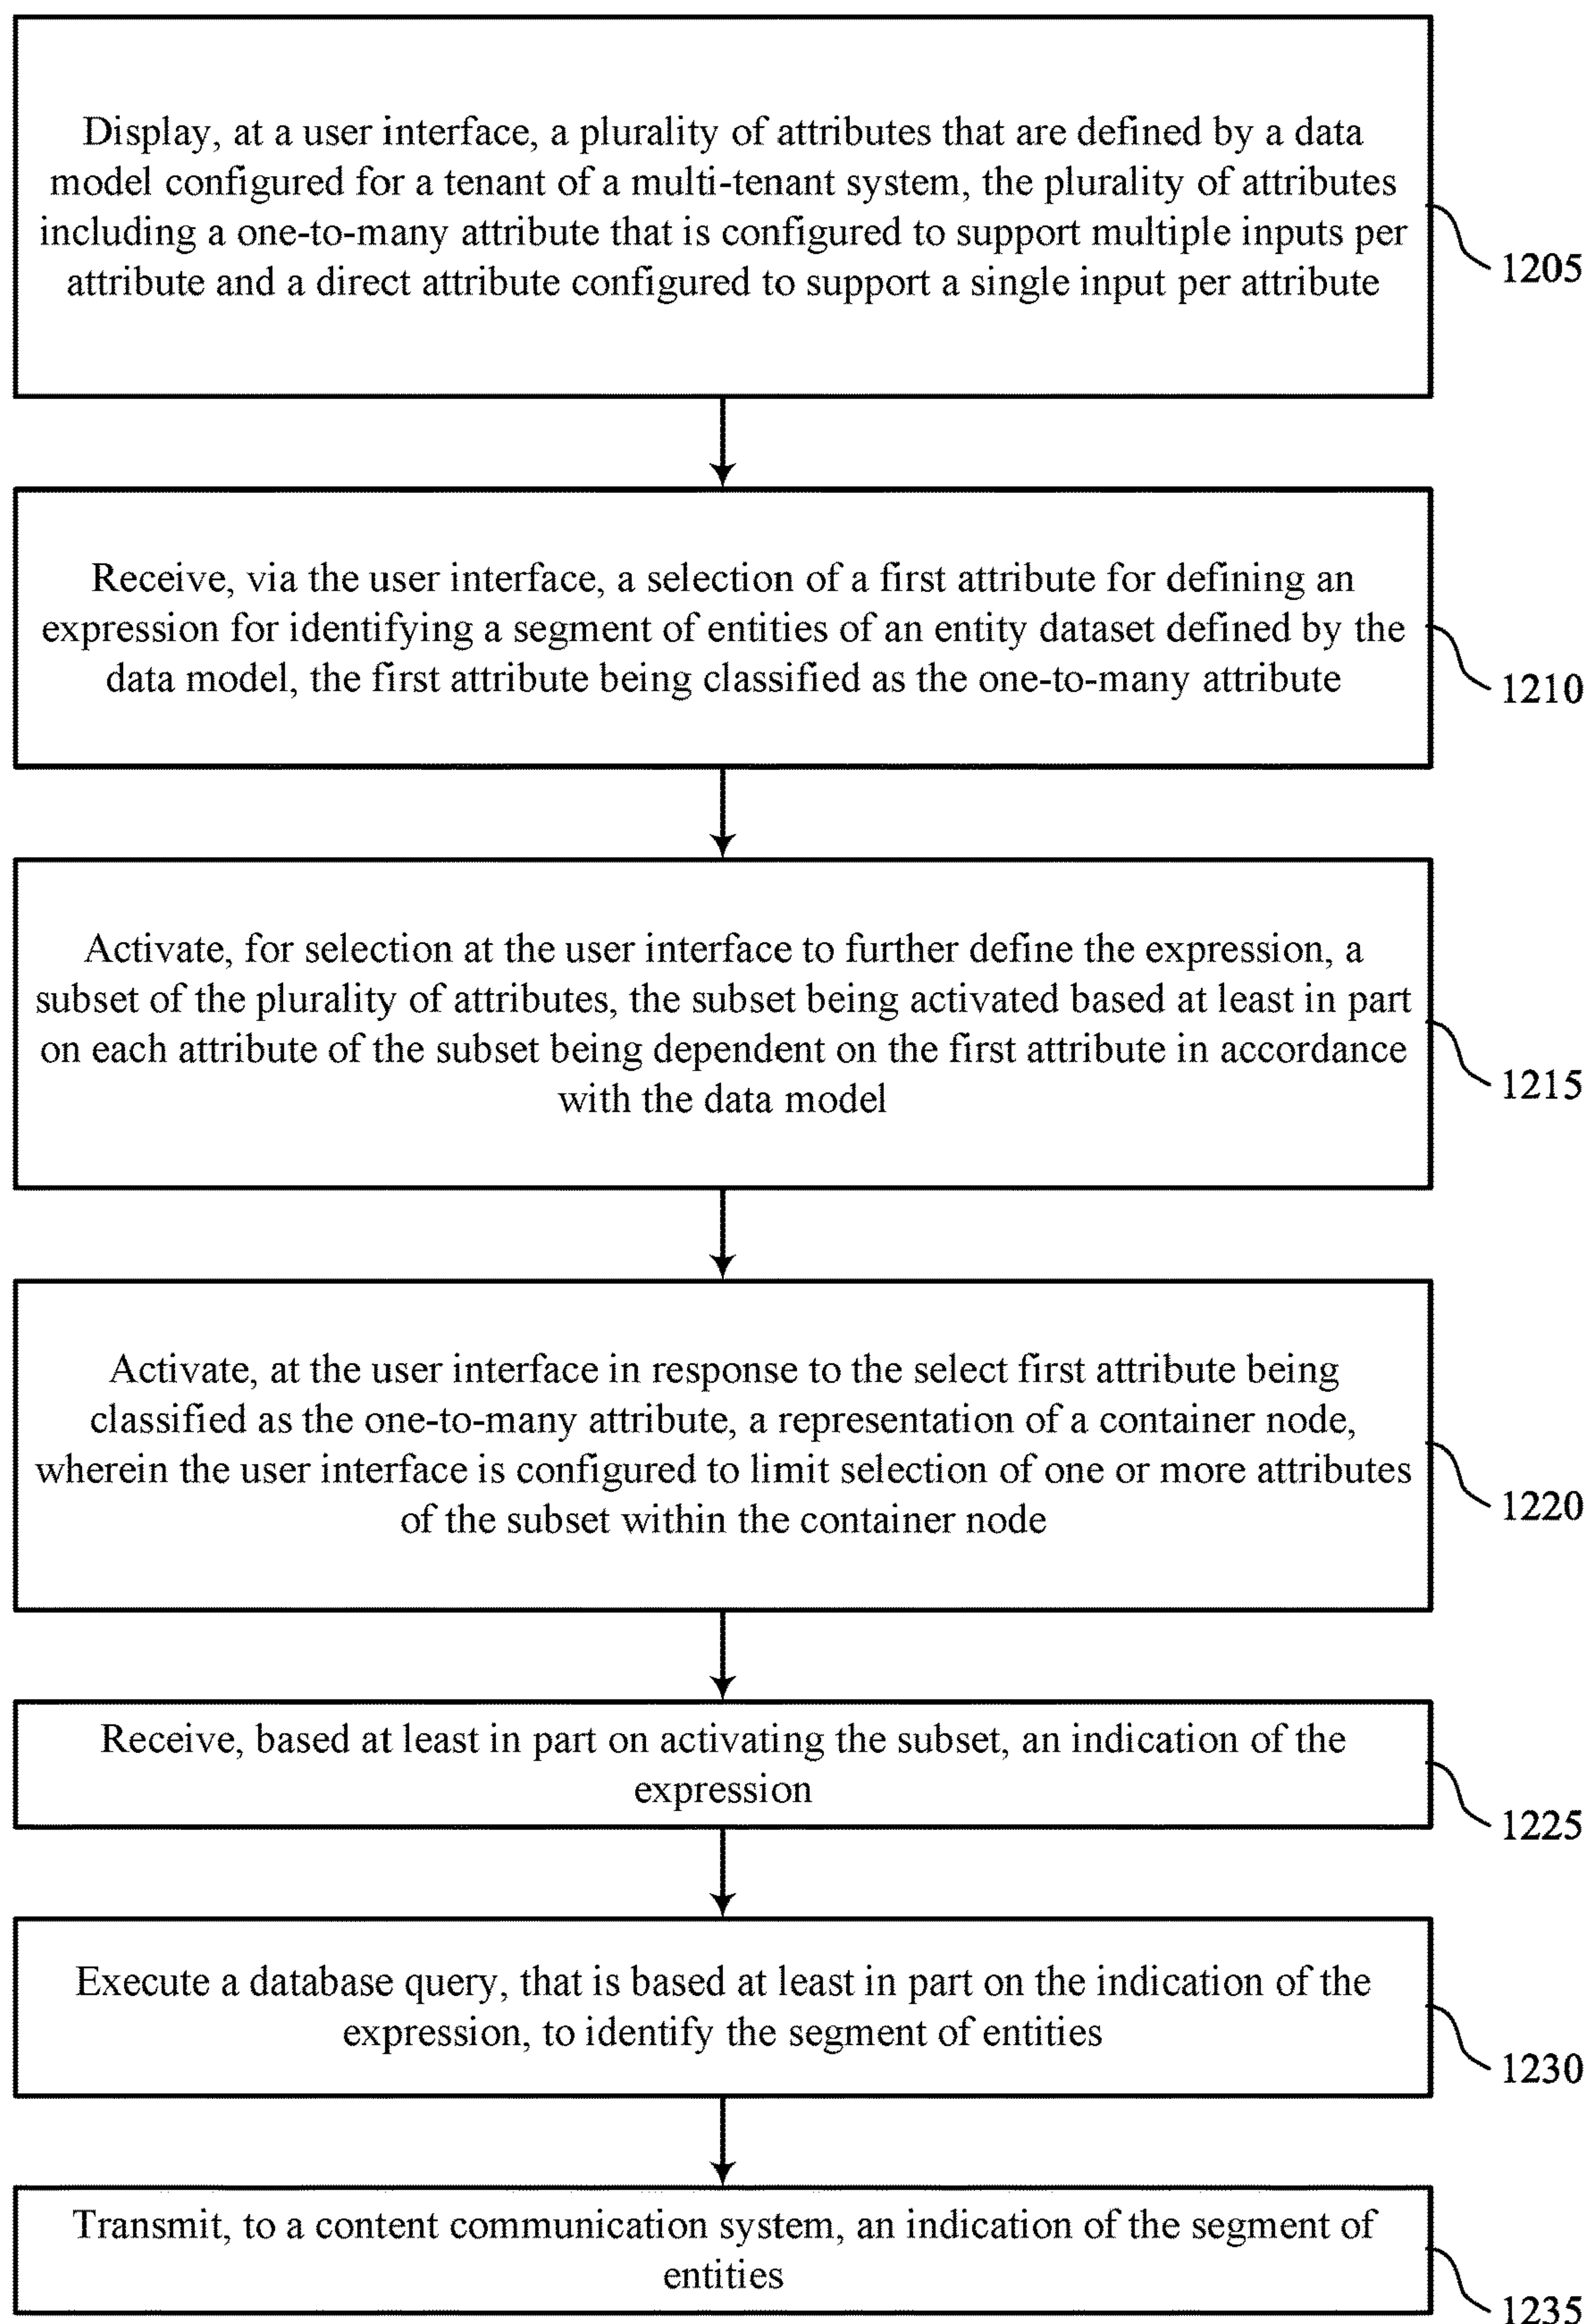 Display, at a user interface, a plurality of attributes that are defined by a data
model configured for a tenant of a multi-tenant system, the plurality of attributes
including a one-to-many attribute that is configured to support multiple inputs per
attribute and a direct attribute configured to support a single input per attribute
1205
Receive, via the user interface, a selection of a first attribute for defining an
expression for identifying a segment of entities of an entity dataset defined by the
data model, the first attribute being classified as the one-to-many attribute
1210
Activate, for selection at the user interface to further define the expression, a
subset of the plurality of attributes, the subset being activated based at least in part
on each attribute of the subset being dependent on the first attribute in accordance
with the data model
1215
Activate, at the user interface in response to the select first attribute being
classified as the one-to-many attribute, a representation of a container node,
wherein the user interface is configured to limit selection of one or more attributes
of the subset within the container node
1220
Receive, based at least in part on activating the subset, an indication of the
expression
1225
Execute a database query, that is based at least in part on the indication of the
expression, to identify the segment of entities
1230
Transmit, to a content communication system, an indication of the segment of
entities
1235